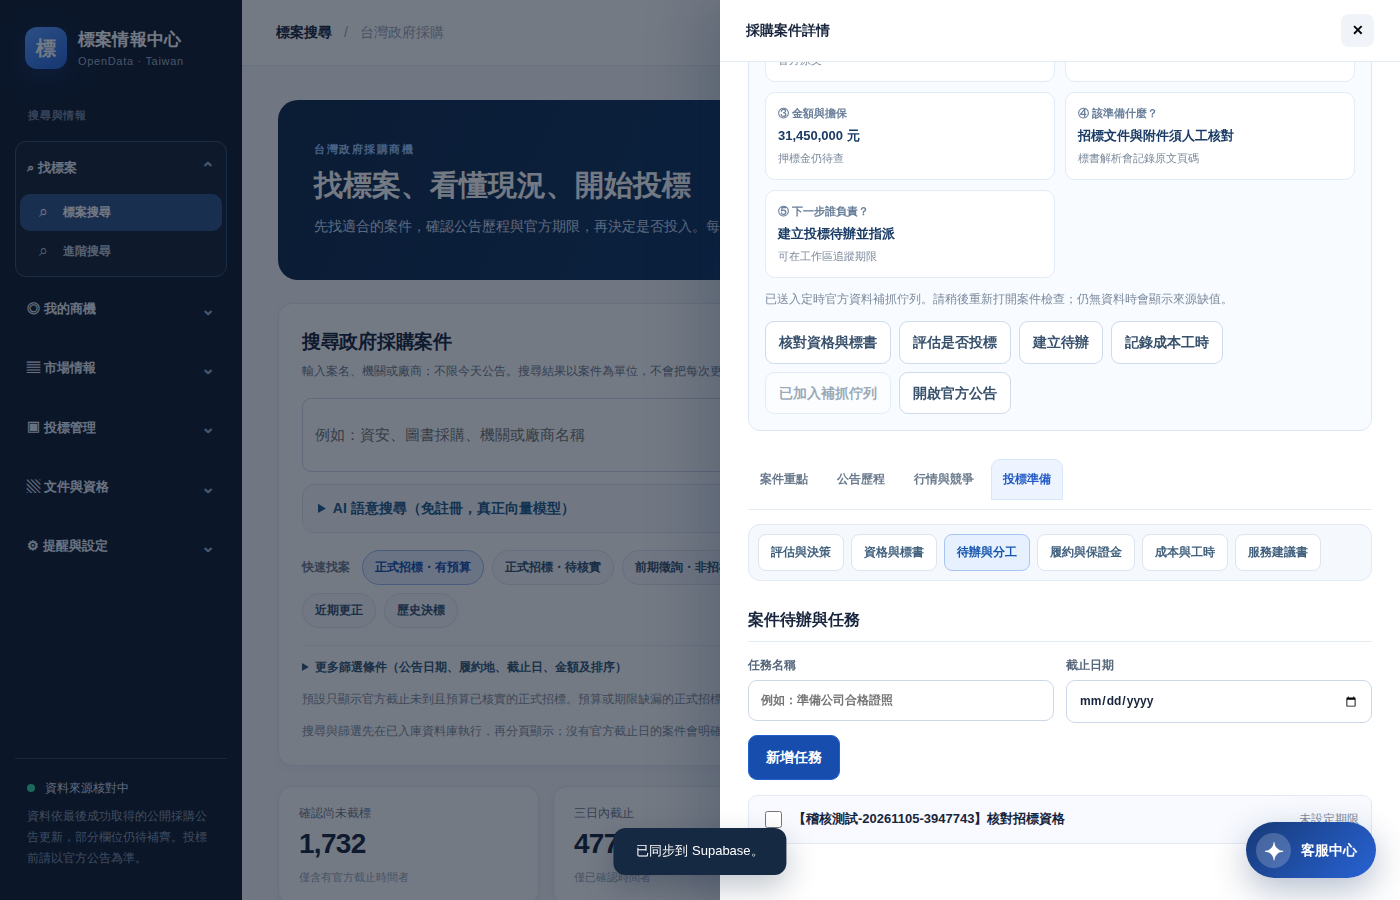 標
標案情報中心
OpenData · Taiwan
搜尋與情報
⌕ 找標案
⌕ 標案搜尋
⌕ 進階搜尋
◎ 我的商機
▤ 市場情報
▣ 投標管理
▧ 文件與資格
⚙ 提醒與設定
資料來源核對中
資料依最後成功取得的公開採購公
告更新，部分欄位仍待補齊。投標
前請以官方公告為準。
標案搜尋 / 台灣政府採購
台灣政府採購商機
找標案、看懂現況、開始投標
先找適合的案件，確認公告歷程與官方期限，再決定是否投入。每
搜尋政府採購案件
輸入案名、機關或廠商；不限今天公告。搜尋結果以案件為單位，不會把每次更
例如：資安、圖書採購、機關或廠商名稱
▶ AI 語意搜尋（免註冊，真正向量模型）
快速找案
正式招標・有預算
正式招標・待核實
前期徵詢・非招
近期更正
歷史決標
▶ 更多篩選條件（公告日期、履約地、截止日、金額及排序）
預設只顯示官方截止未到且預算已核實的正式招標。預算或期限缺漏的正式招標
搜尋與篩選先在已入庫資料庫執行，再分頁顯示；沒有官方截止日的案件會明確
確認尚未截標
1,732
僅含有官方截止時間者
三日內截止
477
僅已確認時間者
已同步到 Supabase。
採購案件詳情
✕
③ 金額與擔保
31,450,000 元
押標金仍待查
④ 該準備什麼？
招標文件與附件須人工核對
標書解析會記錄原文頁碼
⑤ 下一步誰負責？
建立投標待辦並指派
可在工作區追蹤期限
已送入定時官方資料補抓佇列。請稍後重新打開案件檢查；仍無資料時會顯示來源缺值。
核對資格與標書
評估是否投標
建立待辦
記錄成本工時
已加入補抓佇列
開啟官方公告
案件重點
公告歷程
行情與競爭
投標準備
評估與決策
資格與標書
待辦與分工
履約與保證金
成本與工時
服務建議書
案件待辦與任務
任務名稱
截止日期
例如：準備公司合格證照
mm/dd/yyyy
新增任務
【稽核測試-20261105-3947743】核對招標資格
未設定期限
客服中心